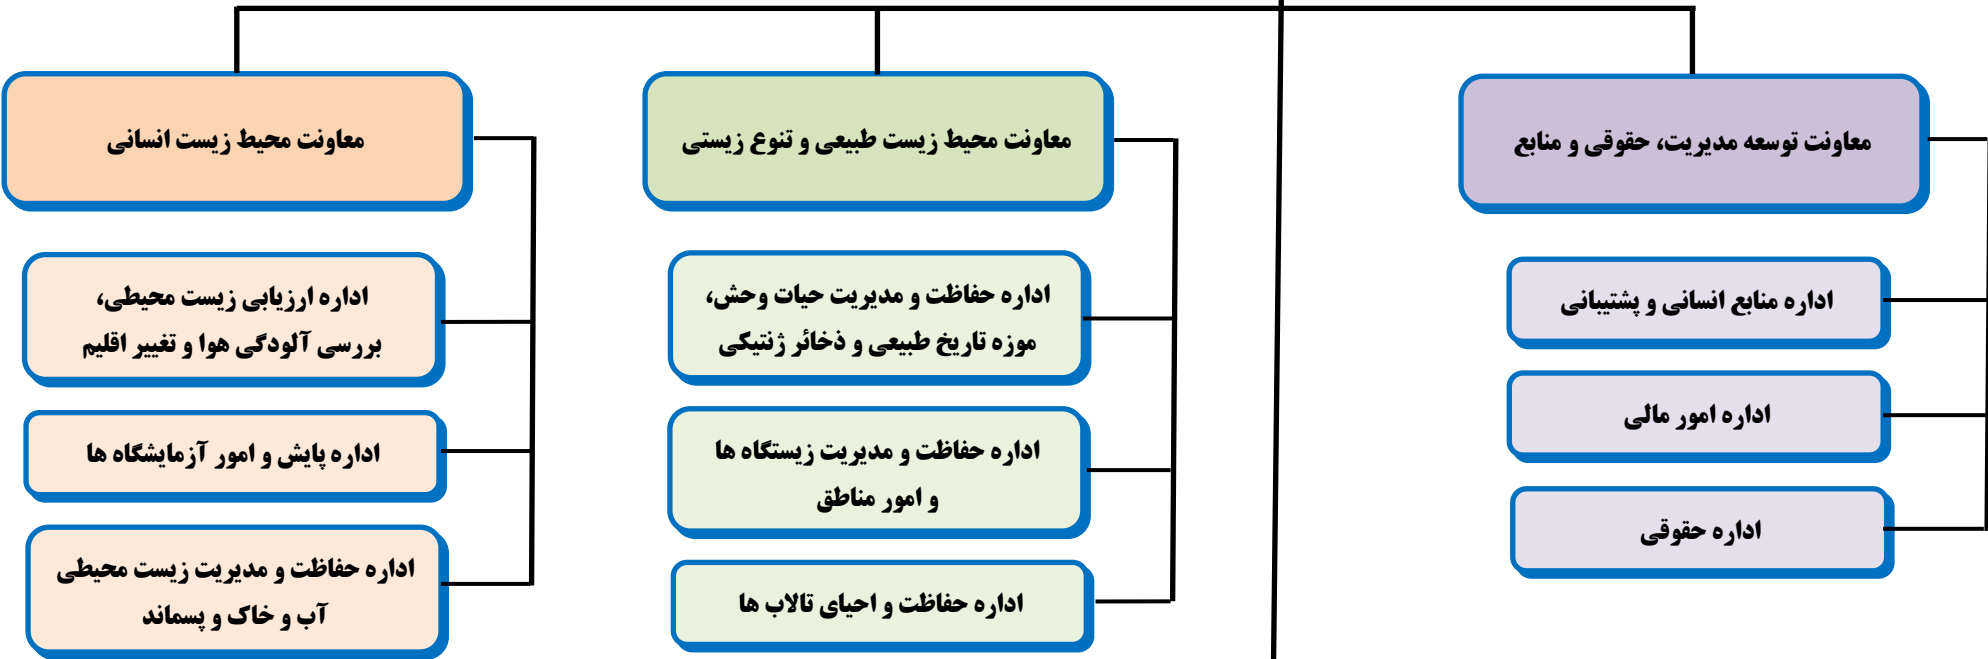 معاونت توسعه مدیریت، حقوقی و منابع
اداره منابع انسانی و پشتیبانی
اداره امور مالی
اداره حقوقی
معاونت محیط زیست طبیعی و تنوع زیستی
اداره حفاظت و مدیریت حیات وحش،
موزه تاریخ طبیعی و ذخائر ژنتیکی
اداره حفاظت و مدیریت زیستگاه ها
و امور مناطق
اداره حفاظت و احیای تالاب ها
معاونت محیط زیست انسانی
اداره ارزیابی زیست محیطی،
بررسی آلودگی هوا و تغییر اقلیم
اداره پایش و امور آزمایشگاه ها
اداره حفاظت و مدیریت زیست محیطی
آب و خاک و پسماند